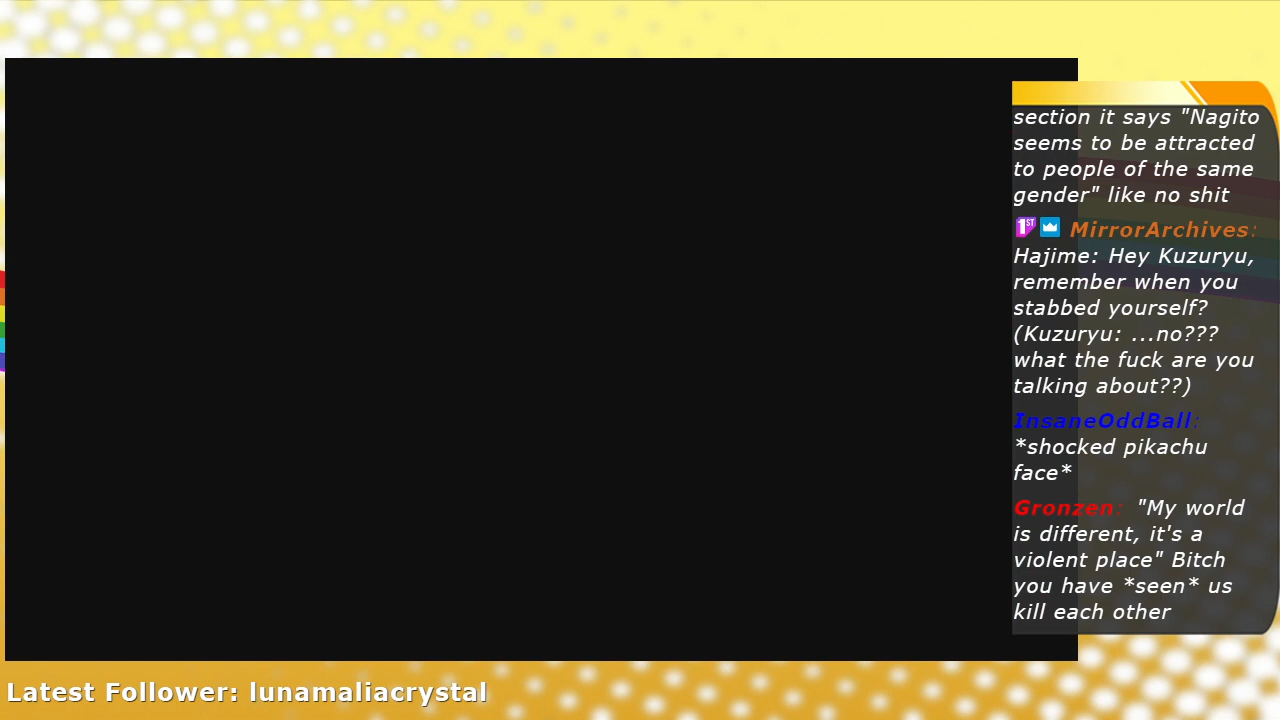 section it says "Nagito
seems to be attracted
to people of the same
gender" like no shit
1ST MirrorArchives:
Hajime: Hey Kuzuryu,
remember when you
stabbed yourself?
(Kuzuryu: ...no???
what the fuck are you
talking about??)
InsaneOddBall:
*shocked pikachu
face*
Gronzen: "My world
is different, it's a
violent place" Bitch
you have *seen* us
kill each other
Latest Follower: lunamaliacrystal